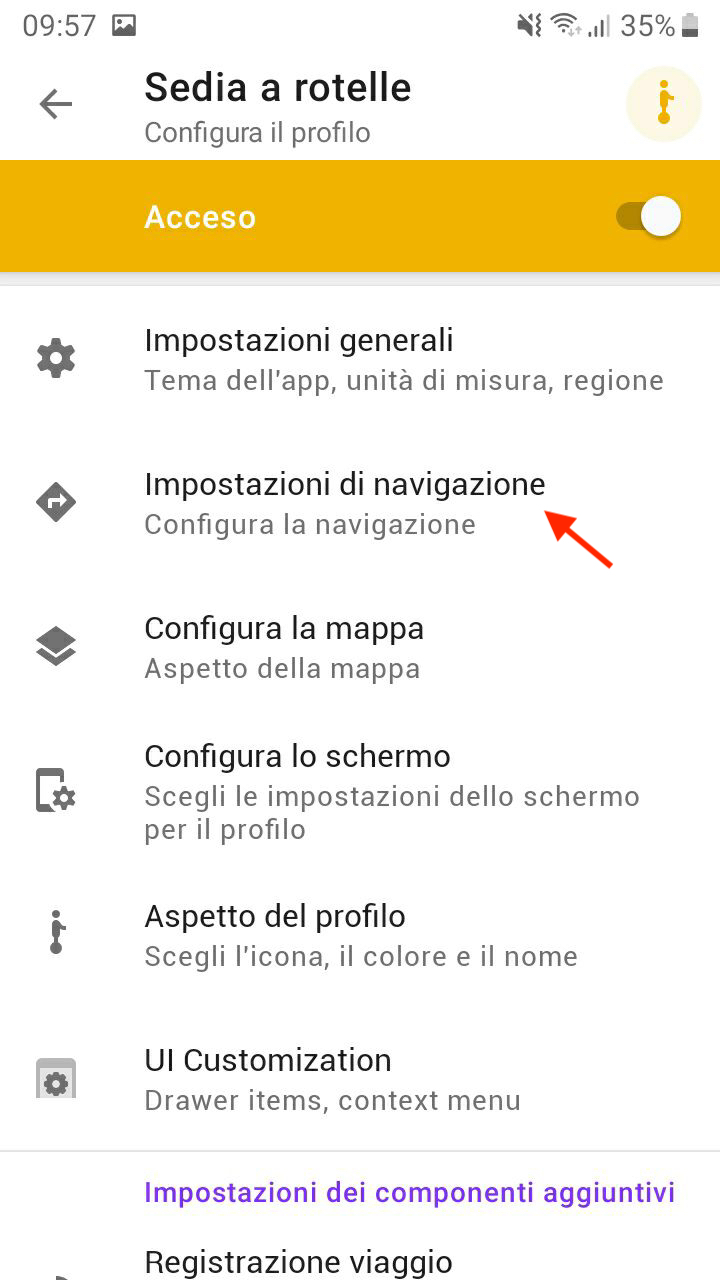 09:57
35%
Sedia a rotelle
Configura il profilo
Acceso
Impostazioni generali
Tema dell'app, unità di misura, regione
Impostazioni di navigazione
Configura la navigazione
Configura la mappa
Aspetto della mappa
Configura lo schermo
Scegli le impostazioni dello schermo
per il profilo
Aspetto del profilo
Scegli l'icona, il colore e il nome
UI Customization
Drawer items, context menu
Impostazioni dei componenti aggiuntivi
Registrazione viaggio